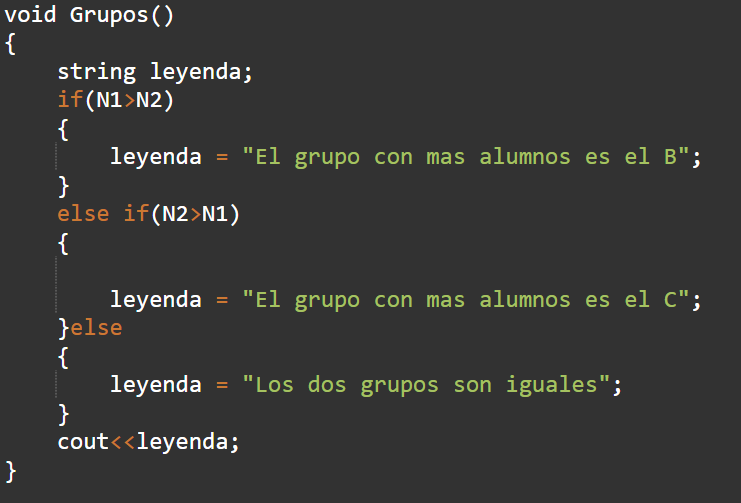 void Grupos()
{
    string leyenda;
    if(N1>N2)
    {
        leyenda = "El grupo con mas alumnos es el B";
    }
    else if(N2>N1)
    {

        leyenda = "El grupo con mas alumnos es el C";
    }else
    {
        leyenda = "Los dos grupos son iguales";
    }
    cout<<leyenda;
}